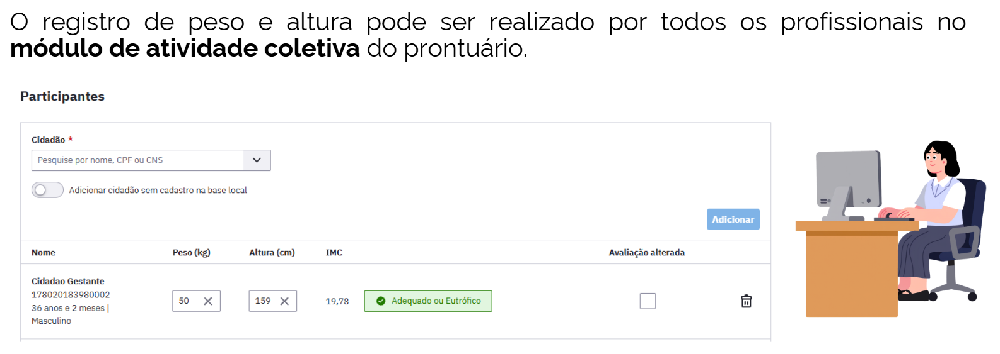 O registro de peso e altura pode ser realizado por todos os profissionais no
módulo de atividade coletiva do prontuário.
Participantes
Cidadão *
Pesquise por nome, CPF ou CNS
Adicionar cidadão sem cadastro na base local
Adicionar
Nome Peso (kg) Altura (cm) IMC Avaliação alterada
Cidadao Gestante
178020183980002
36 anos e 2 meses |
Masculino
50 159 19,78 Adequado ou Eutrófico